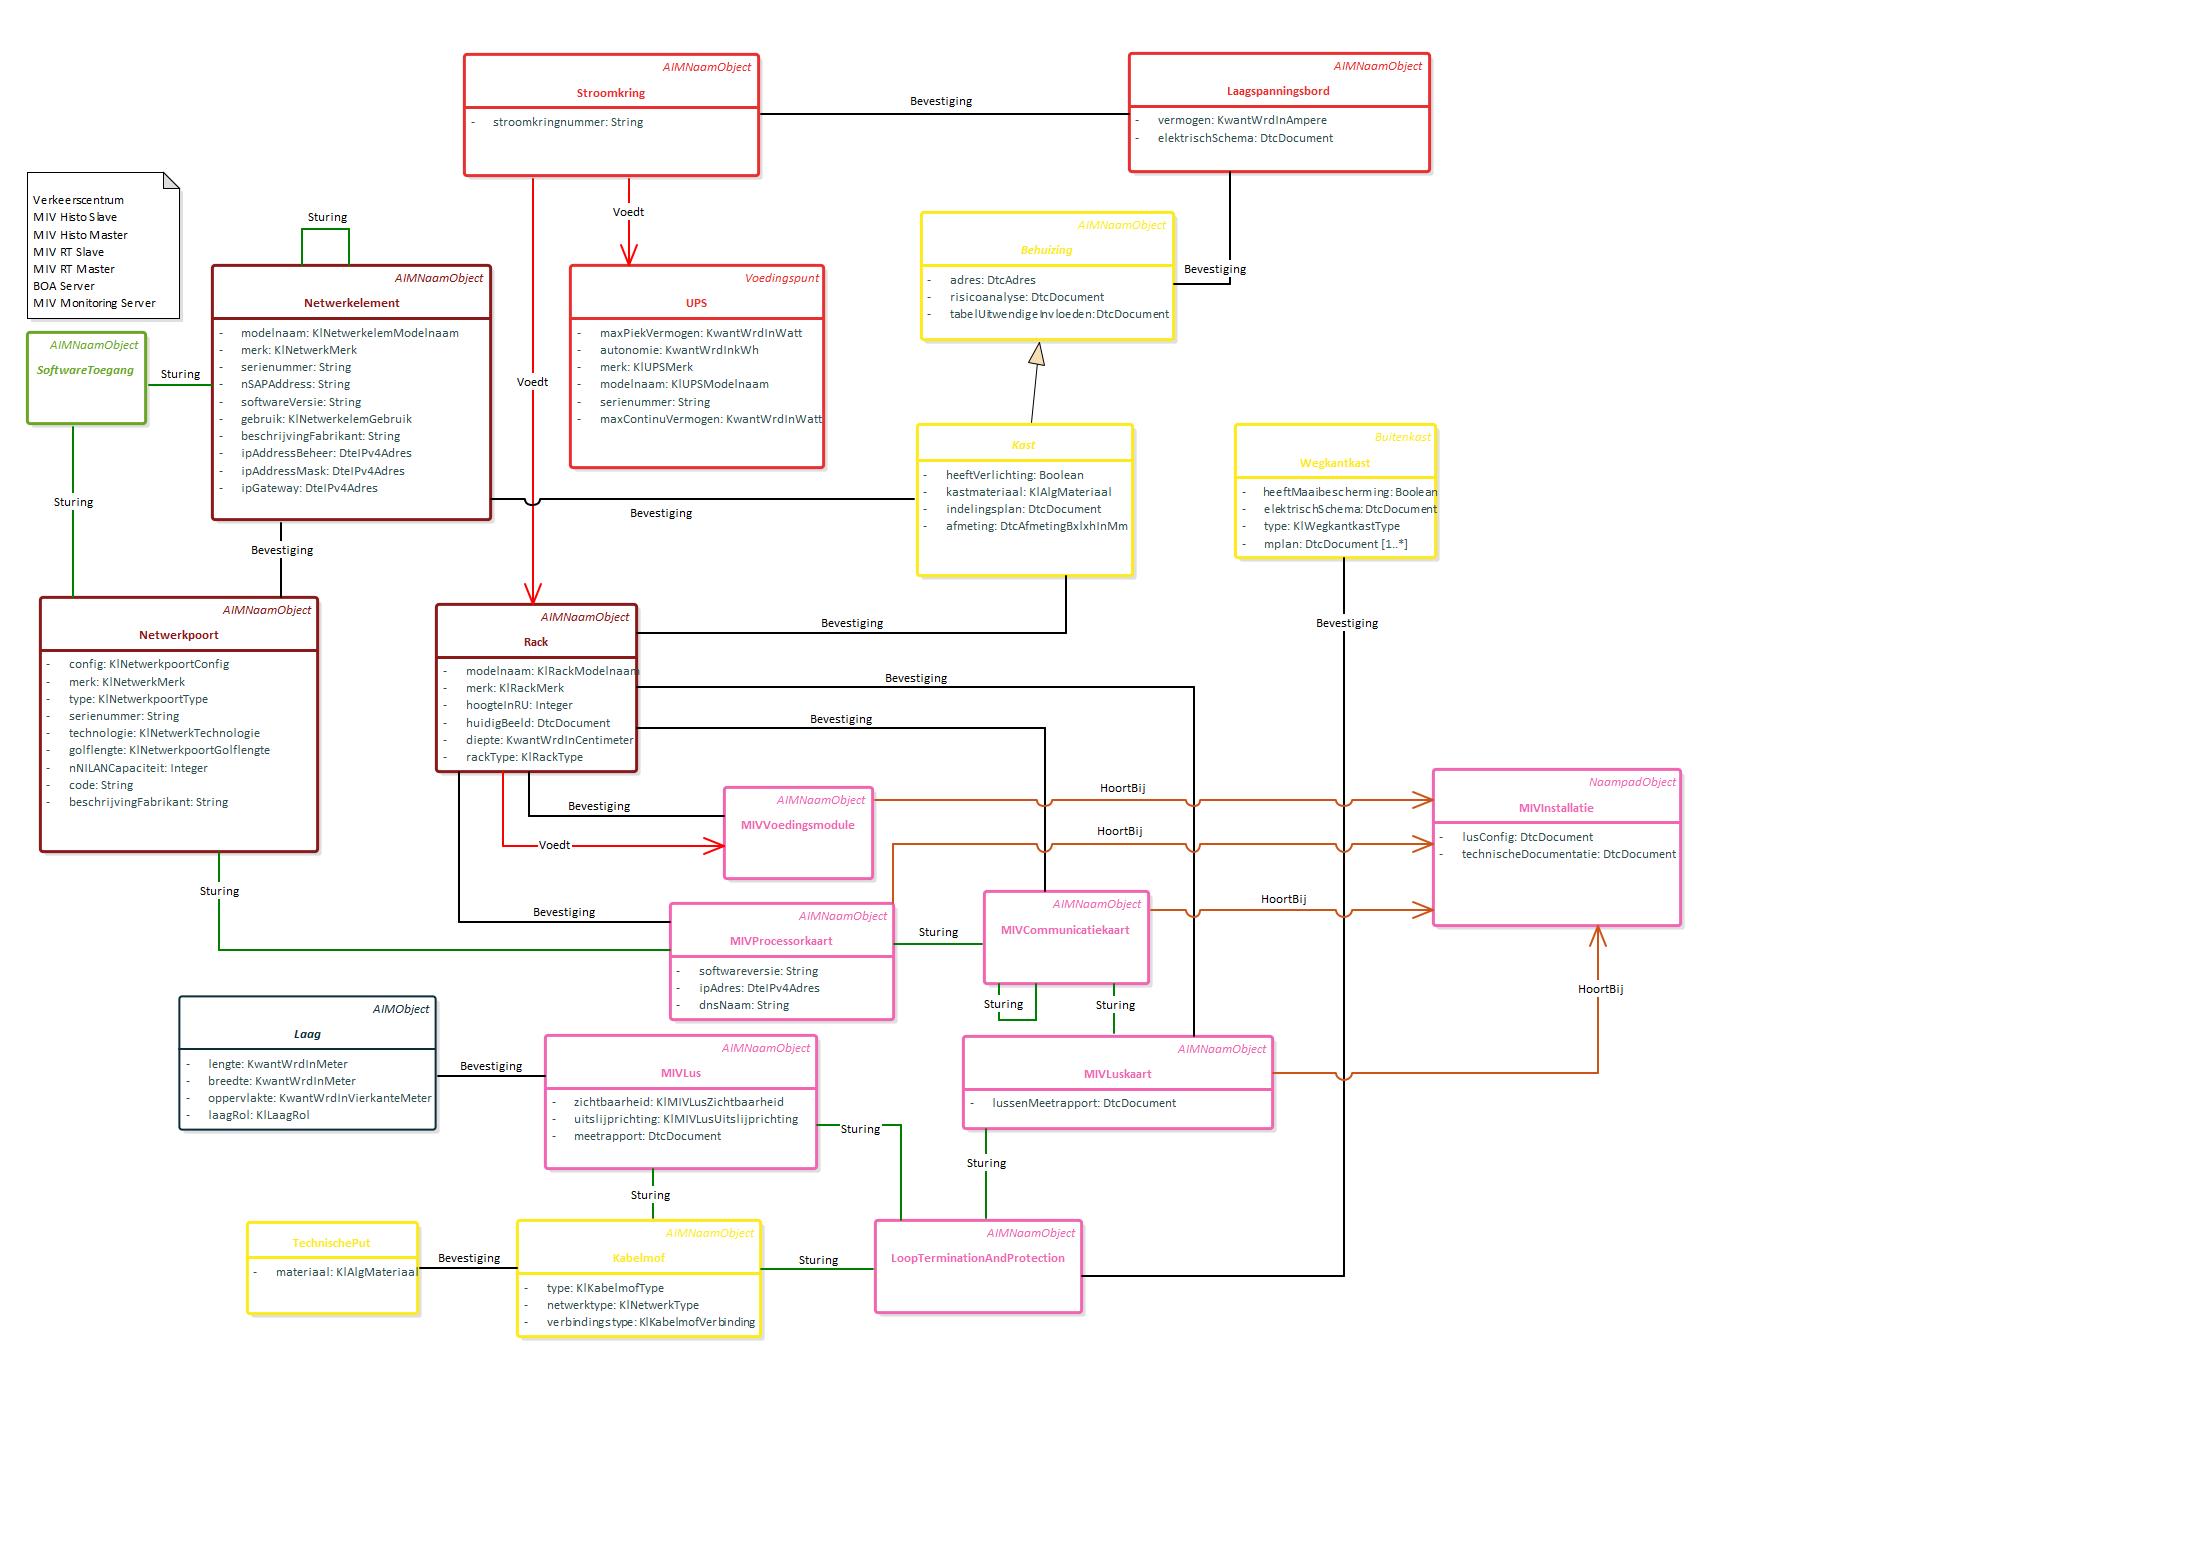 AIMNaamObject
Stroomkring
- stroomkringnummer: String
Bevestiging
AIMNaamObject
Laagspanningsbord
- vermogen: KwantWrdInAmpere
- elektrischSchema: DtcDocument
Verkeerscentrum
MIV Histo Slave
MIV Histo Master
MIV RT Slave
MIV RT Master
BOA Server
MIV Monitoring Server
Sturing
Voedt
Voedt
Bevestiging
AIMNaamObject
SoftwareToegang
Sturing
Sturing
AIMNaamObject
Netwerkelement
- modelnaam: KlNetwerkelemModelnaam
- merk: KlNetwerkMerk
- serienummer: String
- nSAPAddress: String
- softwareVersie: String
- gebruik: KlNetwerkelemGebruik
- beschrijvingFabrikant: String
- ipAddressBeheer: DteIPv4Adres
- ipAddressMask: DteIPv4Adres
- ipGateway: DteIPv4Adres
Voedingspunt
UPS
- maxPiekVermogen: KwantWrdInWatt
- autonomie: KwantWrdInkWh
- merk: KlUPSMerk
- modelnaam: KlUPSModelnaam
- serienummer: String
- maxContinuVermogen: KwantWrdInWatt
AIMNaamObject
Behuizing
- adres: DtcAdres
- risicoanalyse: DtcDocument
- tabelUitwendigeInvloeden: DtcDocument
Kast
- heeftVerlichting: Boolean
- kastmateriaal: KlAlgMateriaal
- indelingsplan: DtcDocument
- afmeting: DtcAfmetingBxlxhInMm
Buitenkast
Wegkantkast
- heeftMaaibescherming: Boolean
- elektrischSchema: DtcDocument
- type: KlWegkantkastType
- mplan: DtcDocument [1..*]
Bevestiging
Bevestiging
Bevestiging
Bevestiging
AIMNaamObject
Netwerkpoort
- config: KlNetwerkpoortConfig
- merk: KlNetwerkMerk
- type: KlNetwerkpoortType
- serienummer: String
- technologie: KlNetwerkTechnologie
- golflengte: KlNetwerkpoortGolflengte
- nNILANCapaciteit: Integer
- code: String
- beschrijvingFabrikant: String
AIMNaamObject
Rack
- modelnaam: KlRackModelnaam
- merk: KlRackMerk
- hoogteInRU: Integer
- huidigBeeld: DtcDocument
- diepte: KwantWrdInCentimeter
- rackType: KlRackType
Bevestiging
Bevestiging
Bevestiging
Voedt
AIMNaamObject
MIVVoedingsmodule
HoortBij
HoortBij
HoortBij
NaampadObject
MIVInstallatie
- lusConfig: DtcDocument
- technischeDocumentatie: DtcDocument
Sturing
Bevestiging
AIMNaamObject
MIVProcessorkaart
- softwareversie: String
- ipAdres: DteIPv4Adres
- dnsNaam: String
Sturing
AIMNaamObject
MIVCommunicatiekaart
Sturing
Sturing
HoortBij
AIMObject
Laag
- lengte: KwantWrdInMeter
- breedte: KwantWrdInMeter
- oppervlakte: KwantWrdInVierkanteMeter
- laagRol: KlLaagRol
Bevestiging
AIMNaamObject
MIVLus
- zichtbaarheid: KlMIVLusZichtbaarheid
- uitslijprichting: KlMIVLusUitslijprichting
- meetrapport: DtcDocument
Sturing
AIMNaamObject
MIVLuskaart
- lussenMeetrapport: DtcDocument
Sturing
Sturing
TechnischePut
- materiaal: KlAlgMateriaal
Bevestiging
AIMNaamObject
Kabelmof
- type: KlKabelmofType
- netwerktype: KlNetwerkType
- verbindingstype: KlKabelmofVerbinding
Sturing
AIMNaamObject
LoopTerminationAndProtection